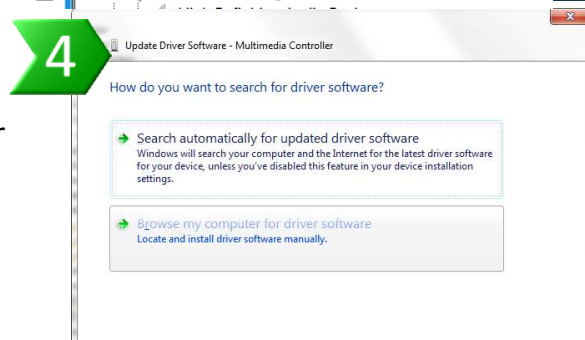 4
Update Driver Software - Multimedia Controller
How do you want to search for driver software?
Search automatically for updated driver software
Windows will search your computer and the Internet for the latest driver software
for your device, unless you've disabled this feature in your device installation
settings.
r
Browse my computer for driver software
Locate and install driver software manually.